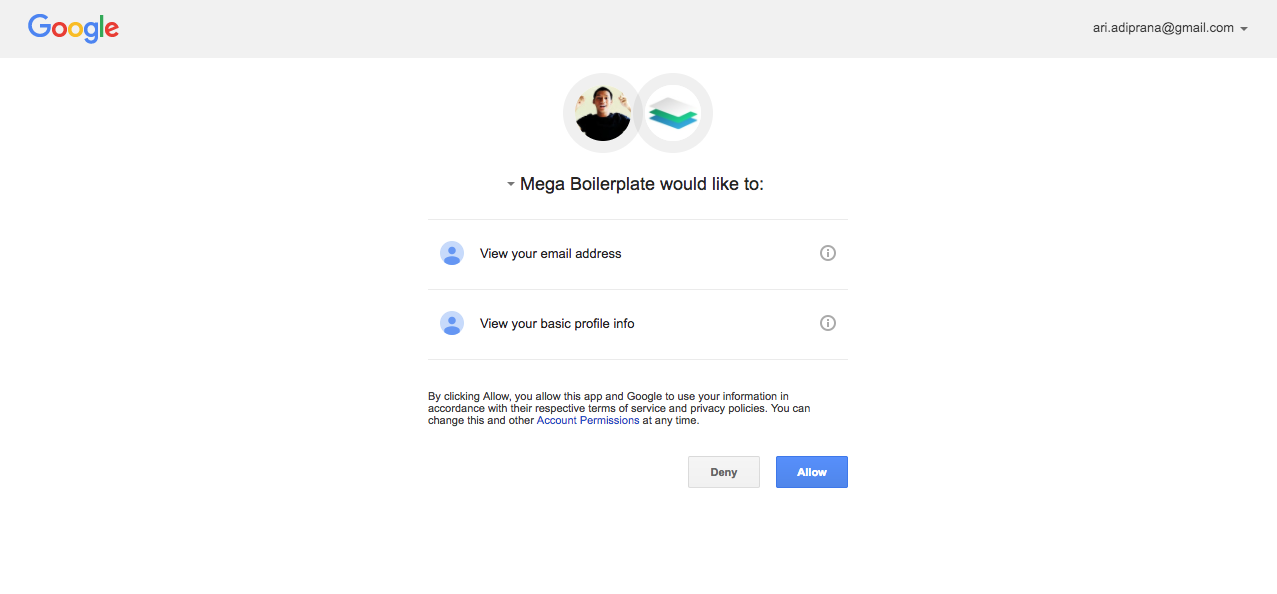 Google
ari.adiprana@gmail.com
Mega Boilerplate would like to:
View your email address
View your basic profile info
By clicking Allow, you allow this app and Google to use your information in
accordance with their respective terms of service and privacy policies. You can
change this and other Account Permissions at any time.
Deny
Allow